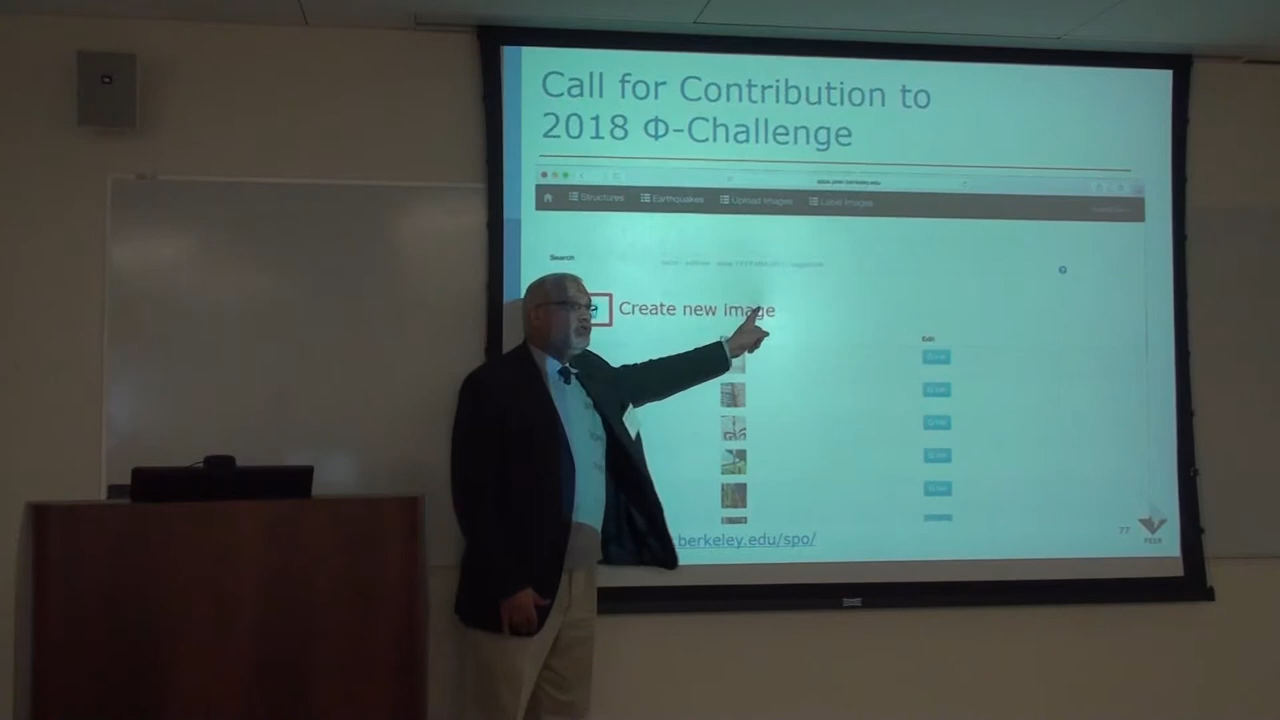 Call for Contribution to
2018 Φ-Challenge
Structures Earthquakes Upload Images Label Images
Search
Create new image
Edit
berkeley.edu/spo/
77
PEER